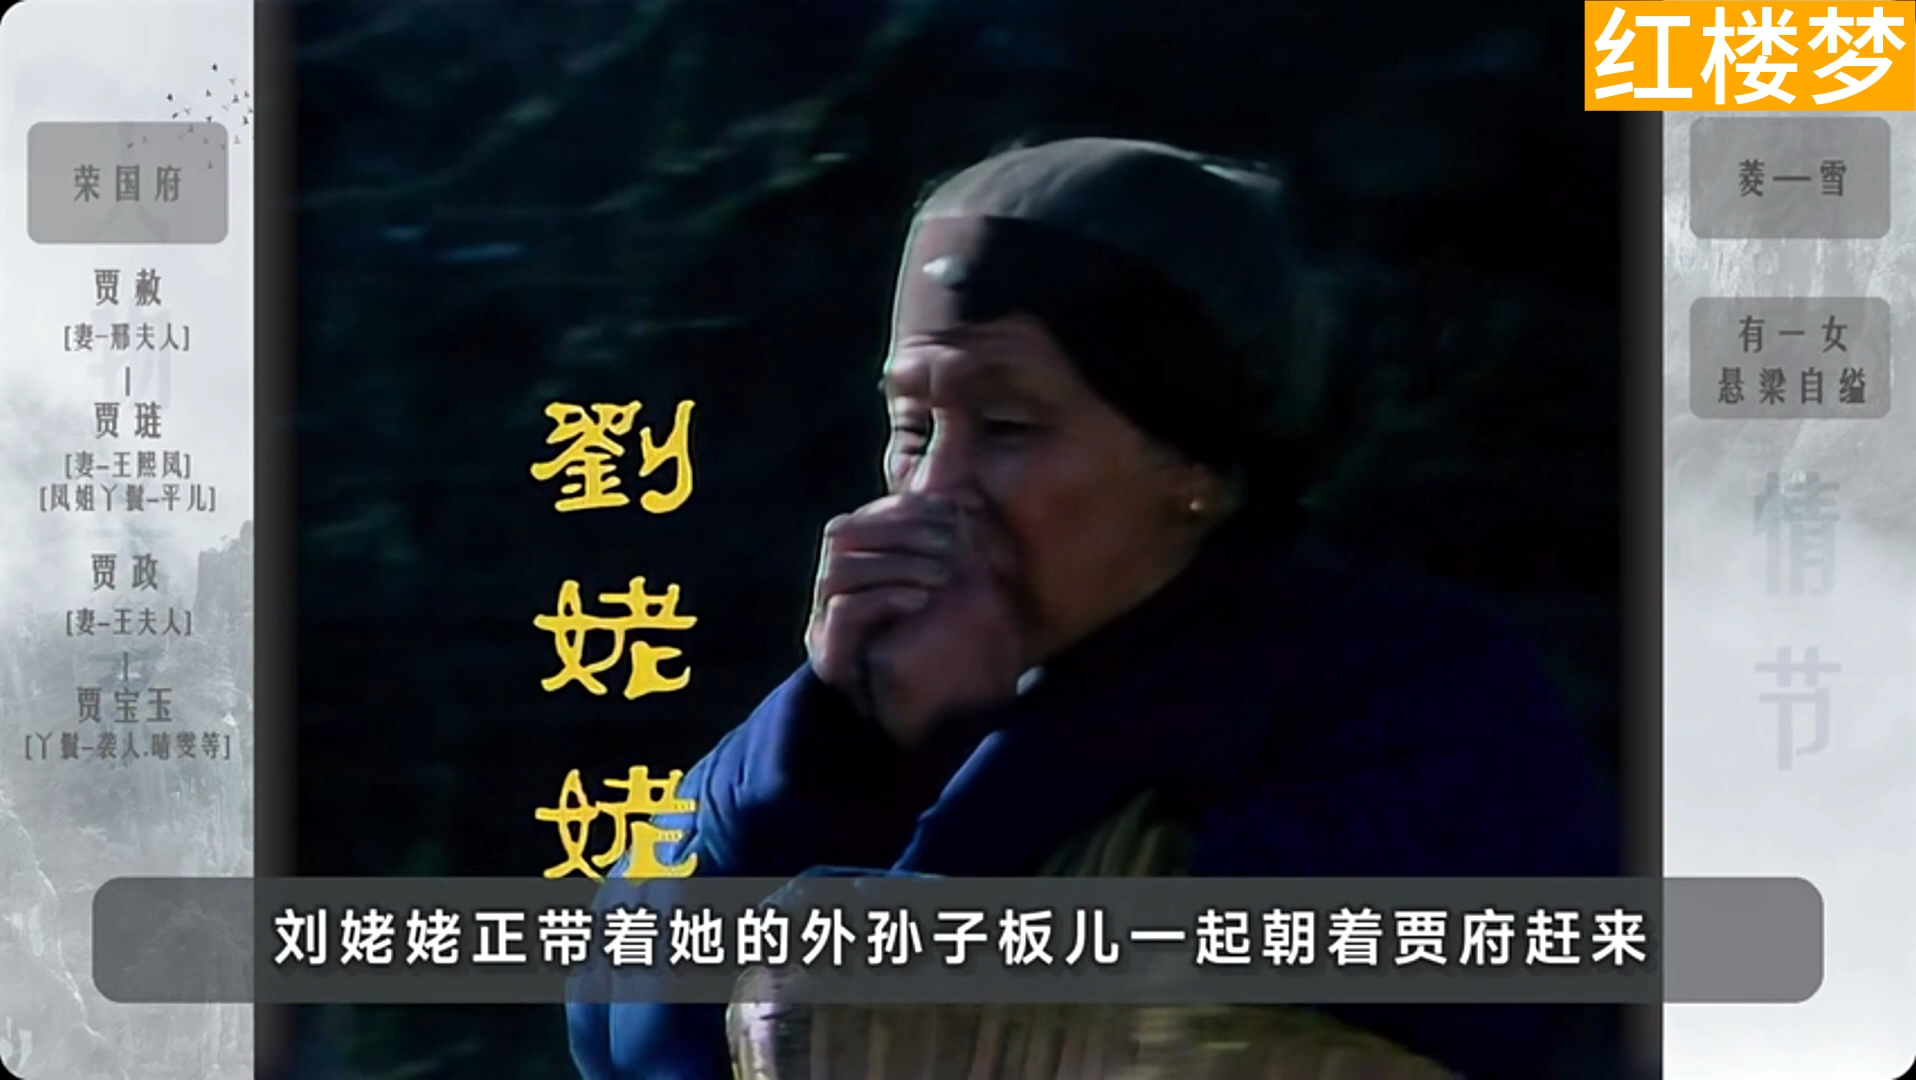 红楼梦
荣国府
贾赦
[妻-邢夫人]
贾琏
[妻-王熙凤]
[凤姐丫鬟-平儿]
贾政
[妻-王夫人]
贾宝玉
[丫鬟-袭人.晴雯等]
劉
姥
姥
菱—雪
有一女
悬梁自缢
情
节
刘姥姥正带着她的外孙子板儿一起朝着贾府赶来